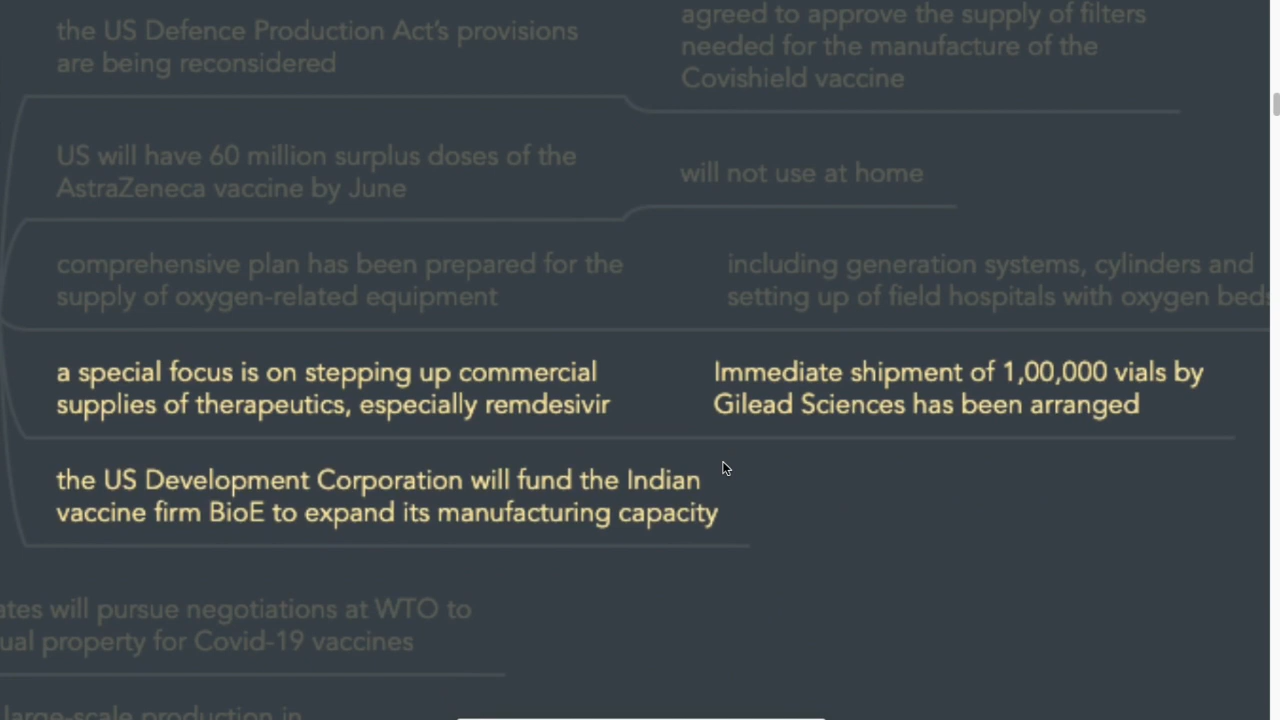 the US Defence Production Act's provisions
are being reconsidered
agreed to approve the supply of filters
needed for the manufacture of the
Covishield vaccine
US will have 60 million surplus doses of the
AstraZeneca vaccine by June
will not use at home
comprehensive plan has been prepared for the
supply of oxygen-related equipment
including generation systems, cylinders and
setting up of field hospitals with oxygen beds
a special focus is on stepping up commercial
supplies of therapeutics, especially remdesivir
Immediate shipment of 1,00,000 vials by
Gilead Sciences has been arranged
the US Development Corporation will fund the Indian
vaccine firm BioE to expand its manufacturing capacity
ates will pursue negotiations at WTO to
ual property for Covid-19 vaccines
large-scale production in